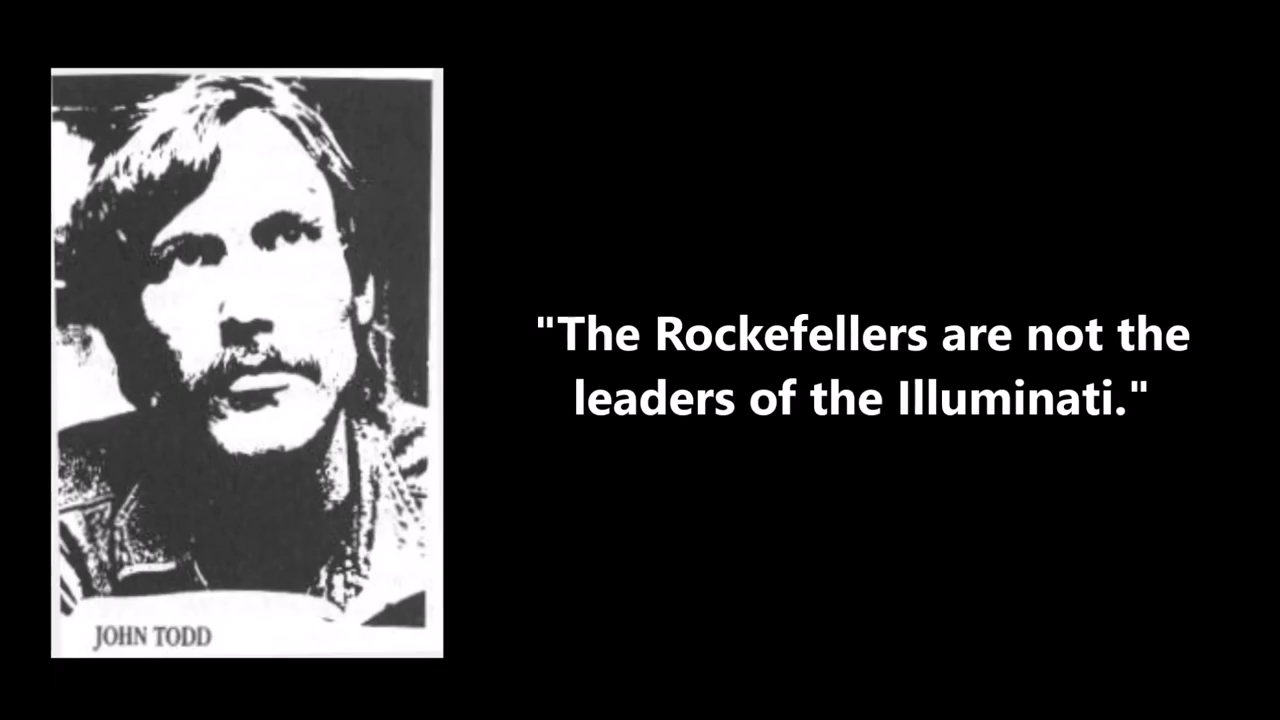 "The Rockefellers are not the
leaders of the Illuminati."
JOHN TODD